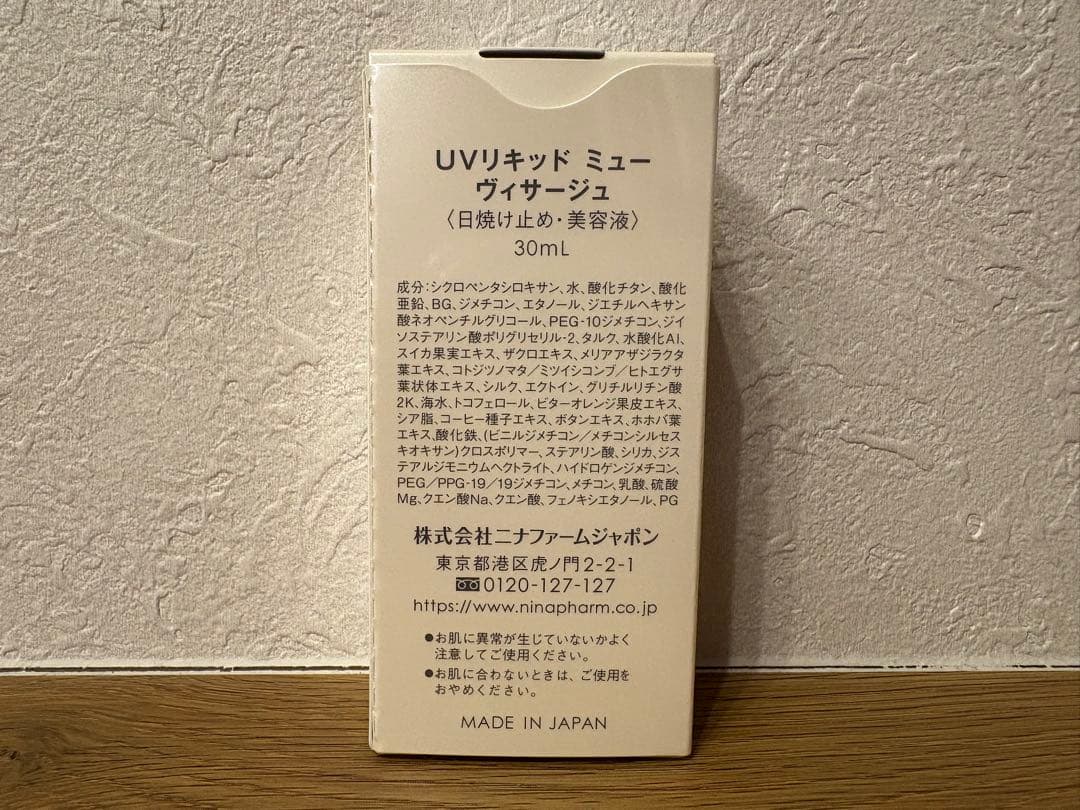 UVリキッド ミュー
ヴィサージュ
〈日焼け止め・美容液〉
30mL
成分:シクロペンタシロキサン、水、酸化チタン、酸化
亜鉛、BG、ジメチコン、エタノール、ジエチルヘキサン
酸ネオペンチルグリコール、PEG-10ジメチコン、ジイ
ソステアリン酸ポリグリセリル-2、タルク、水酸化Al、
スイカ果実エキス、ザクロエキス、メリアアザジラクタ
葉エキス、コトジツノマタ/ミツイシコンブ/ヒトエグサ
葉状体エキス、シルク、エクトイン、グリチルリチン酸
2K、海水、トコフェロール、ビターオレンジ果皮エキス、
シア脂、コーヒー種子エキス、ボタンエキス、ホホバ葉
エキス、酸化鉄、(ビニルジメチコン/メチコンシルセス
キオキサン)クロスポリマー、ステアリン酸、シリカ、ジス
テアルジモニウムヘクトライト、ハイドロゲンジメチコン、
PEG/PPG-19/19ジメチコン、メチコン、乳酸、硫酸
Mg、クエン酸Na、クエン酸、フェノキシエタノール、PG
株式会社ニナファームジャポン
東京都港区虎ノ門2-2-1
0120-127-127
https://www.ninapharm.co.jp
●お肌に異常が生じていないかよく
注意してご使用ください。
●お肌に合わないときは、ご使用を
おやめください。
MADE IN JAPAN